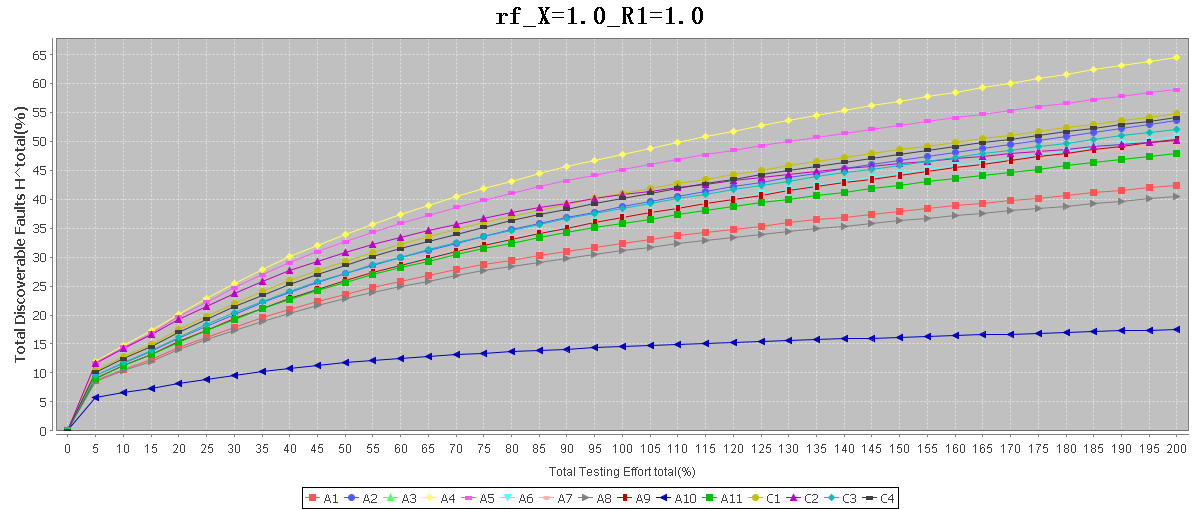 rf_X=1.0_R1=1.0
Total Discoverable Faults H^total(%)
65
60
55
50
45
40
35
30
25
20
15
10
5
0
0 5 10 15 20 25 30 35 40 45 50 55 60 65 70 75 80 85 90 95 100 105 110 115 120 125 130 135 140 145 150 155 160 165 170 175 180 185 190 195 200
Total Testing Effort total(%)
A1 A2 A3 A4 A5 A6 A7 A8 A9 A10 A11 C1 C2 C3 C4